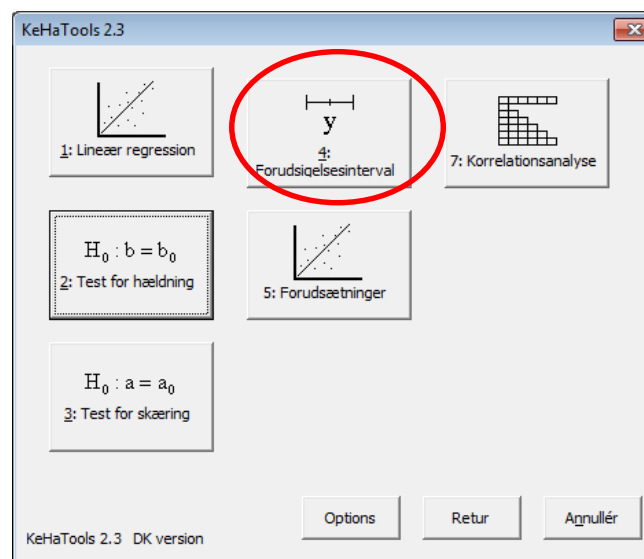 KeHaTools 2.3
1: Lineær regression
y
4:
Forudsigelsesinterval
7: Korrelationsanalyse
H₀ : b = b₀
2: Test for hældning
5: Forudsætninger
H₀ : a = a₀
3: Test for skæring
Options
Retur
Annullér
KeHaTools 2.3 DK version